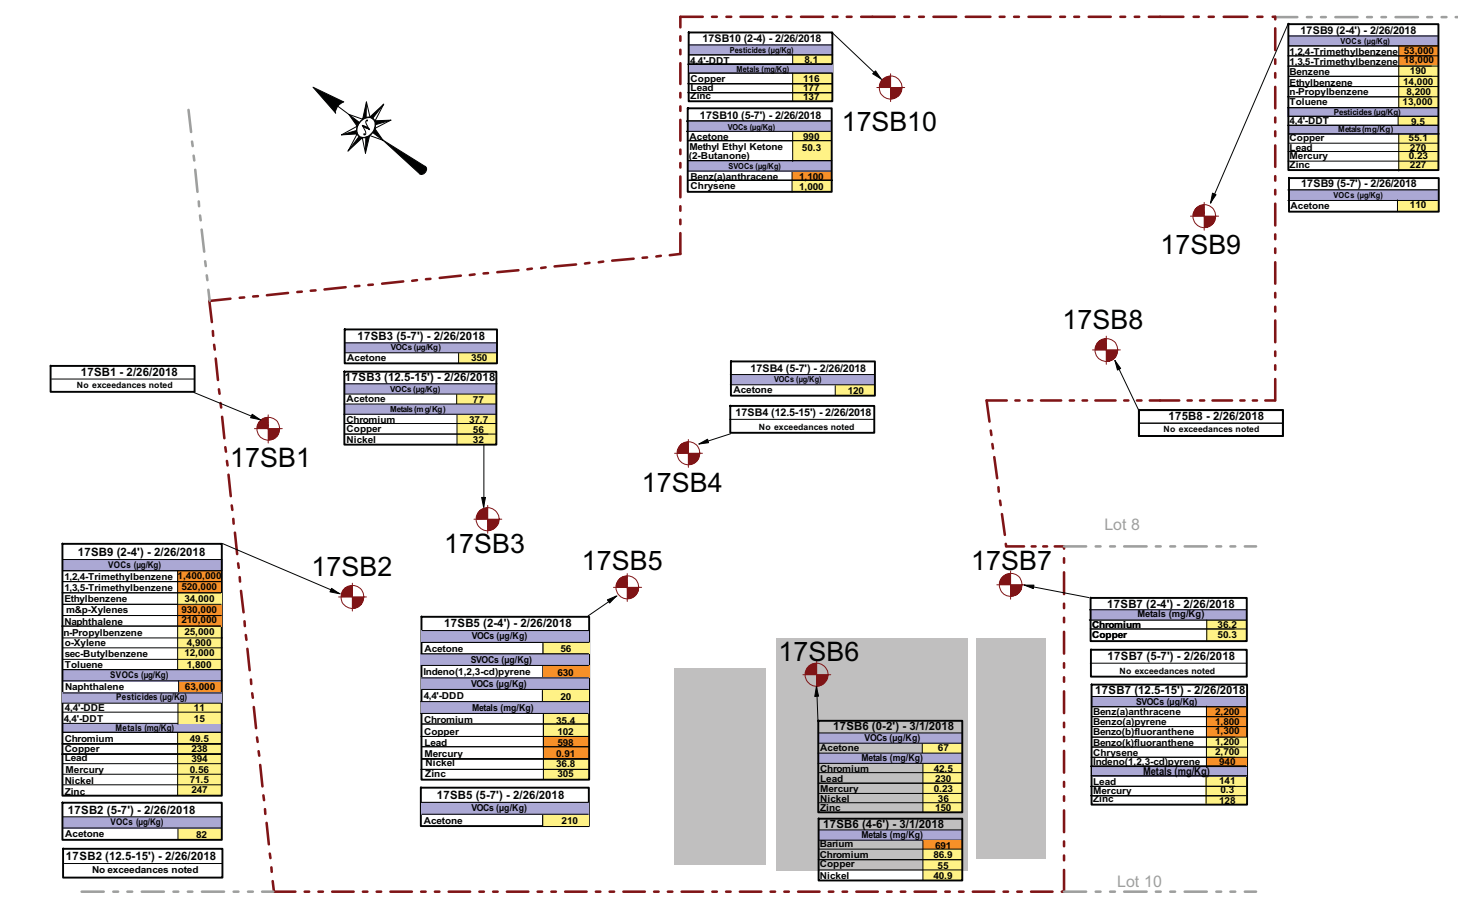 17SB10 (2-4) - 2/26/2018
Pesticides (µg/Kg)
4,4'-DDT 8.1
Metals (mg/Kg)
Copper 116
Lead 177
Zinc 137
17SB10 (5-7') - 2/26/2018
VOCs (µg/Kg)
Acetone 990
Methyl Ethyl Ketone
(2-Butanone) 50.3
SVOCs (µg/Kg)
Benz(a)anthracene 1,100
Chrysene 1,000
17SB10
17SB9 (2-4') - 2/26/2018
VOCs (µg/Kg)
1,2,4-Trimethylbenzene 53,000
1,3,5-Trimethylbenzene 18,000
Benzene 190
Ethylbenzene 14,000
n-Propylbenzene 8,200
Toluene 13,000
Pesticides (µg/Kg)
4,4'-DDT 9.5
Metals (mg/Kg)
Copper 55.1
Lead 270
Mercury 0.23
Zinc 227
17SB9 (5-7') - 2/26/2018
VOCs (µg/Kg)
Acetone 110
17SB9
N
17SB8
175B8 - 2/26/2018
No exceedances noted
17SB1 - 2/26/2018
No exceedances noted
17SB1
17SB3 (5-7') - 2/26/2018
VOCs (µg/Kg)
Acetone 350
17SB3 (12.5-15') - 2/26/2018
VOCs (µg/Kg)
Acetone 77
Metals (mg/Kg)
Chromium 37.7
Copper 56
Nickel 32
17SB3
17SB4 (5-7') - 2/26/2018
VOCs (µg/Kg)
Acetone 120
17SB4 (12.5-15') - 2/26/2018
No exceedances noted
17SB4
Lot 8
17SB9 (2-4') - 2/26/2018
VOCs (µg/Kg)
1,2,4-Trimethylbenzene 1,400,000
1,3,5-Trimethylbenzene 520,000
Ethylbenzene 34,000
m&p-Xylenes 930,000
Naphthalene 210,000
n-Propylbenzene 25,000
o-Xylene 4,900
sec-Butylbenzene 12,000
Toluene 1,800
SVOCs (µg/Kg)
Naphthalene 63,000
Pesticides (µg/Kg)
4,4'-DDE 11
4,4'-DDT 15
Metals (mg/Kg)
Chromium 49.5
Copper 238
Lead 394
Mercury 0.56
Nickel 71.5
Zinc 247
17SB2 (5-7') - 2/26/2018
VOCs (µg/Kg)
Acetone 82
17SB2 (12.5-15') - 2/26/2018
No exceedances noted
17SB2
17SB5
17SB5 (2-4') - 2/26/2018
VOCs (µg/Kg)
Acetone 56
SVOCs (µg/Kg)
Indeno(1,2,3-cd)pyrene 630
VOCs (µg/Kg)
4,4'-DDD 20
Metals (mg/Kg)
Chromium 35.4
Copper 102
Lead 598
Mercury 0.91
Nickel 36.8
Zinc 305
17SB5 (5-7') - 2/26/2018
VOCs (µg/Kg)
Acetone 210
17SB6
17SB6 (0-2') - 3/1/2018
VOCs (µg/Kg)
Acetone 67
Metals (mg/Kg)
Chromium 42.5
Lead 230
Mercury 0.23
Nickel 36
Zinc 150
17SB6 (4-6') - 3/1/2018
Metals (mg/Kg)
Barium 691
Chromium 86.9
Copper 55
Nickel 40.9
17SB7
17SB7 (2-4') - 2/26/2018
Metals (mg/Kg)
Chromium 36.2
Copper 50.3
17SB7 (5-7') - 2/26/2018
No exceedances noted
17SB7 (12.5-15') - 2/26/2018
SVOCs (µg/Kg)
Benz(a)anthracene 2,200
Benzo(a)pyrene 1,800
Benzo(b)fluoranthene 1,300
Benzo(k)fluoranthene 1,200
Chrysene 2,700
Indeno(1,2,3-cd)pyrene 940
Metals (mg/Kg)
Lead 141
Mercury 0.3
Zinc 128
Lot 10